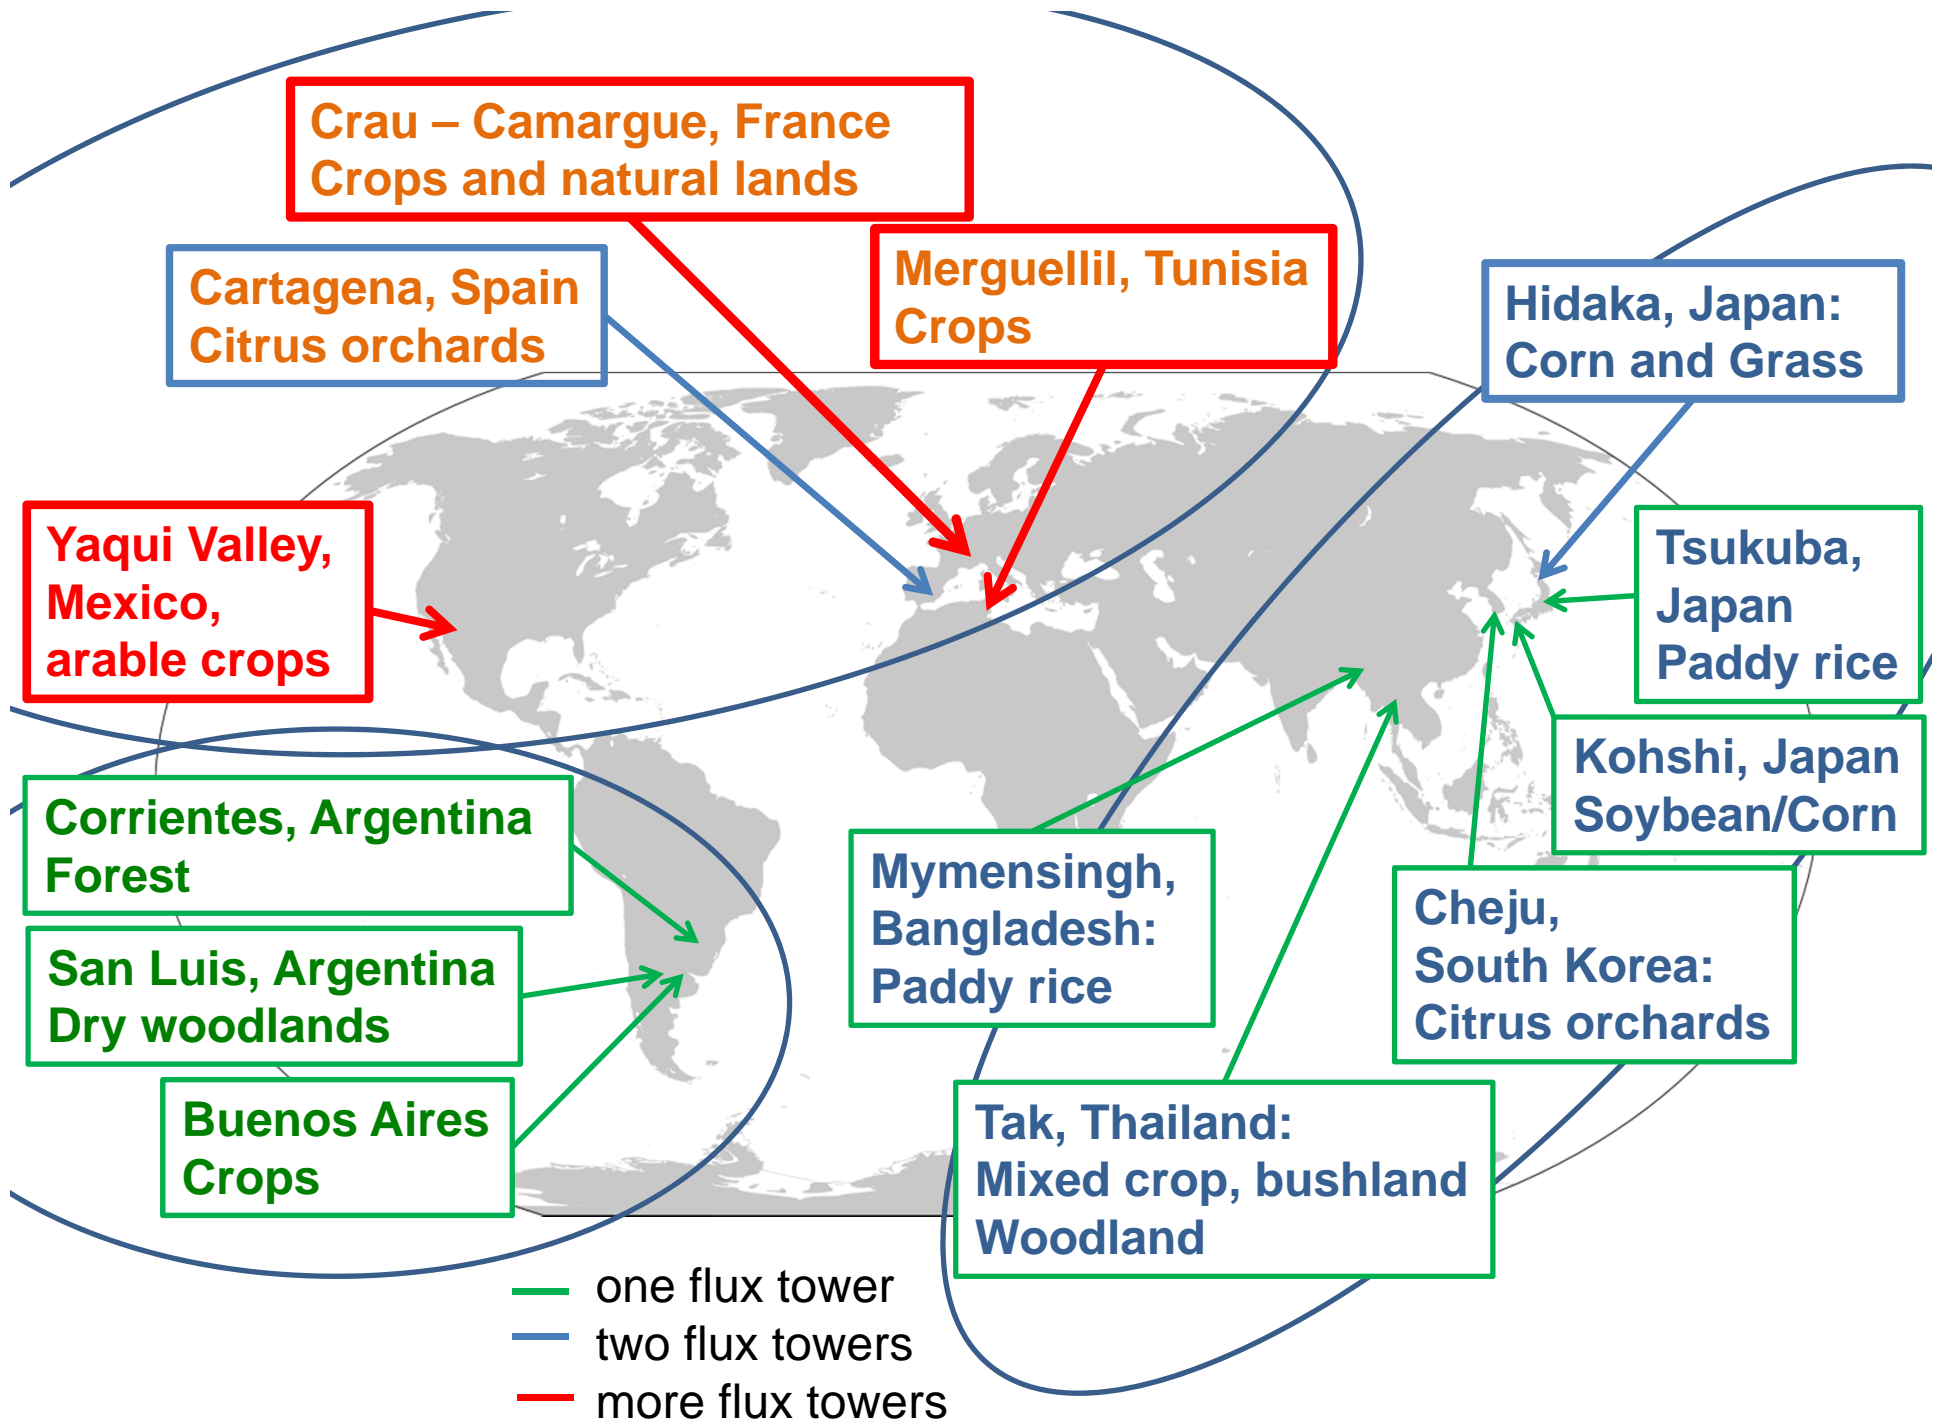 Crau – Camargue, France
Crops and natural lands
Cartagena, Spain
Citrus orchards
Merguellil, Tunisia
Crops
Hidaka, Japan:
Corn and Grass
Yaqui Valley,
Mexico,
arable crops
Tsukuba,
Japan
Paddy rice
Kohshi, Japan
Soybean/Corn
Corrientes, Argentina
Forest
Mymensingh,
Bangladesh:
Paddy rice
Cheju,
South Korea:
Citrus orchards
San Luis, Argentina
Dry woodlands
Buenos Aires
Crops
Tak, Thailand:
Mixed crop, bushland
Woodland
one flux tower
two flux towers
more flux towers